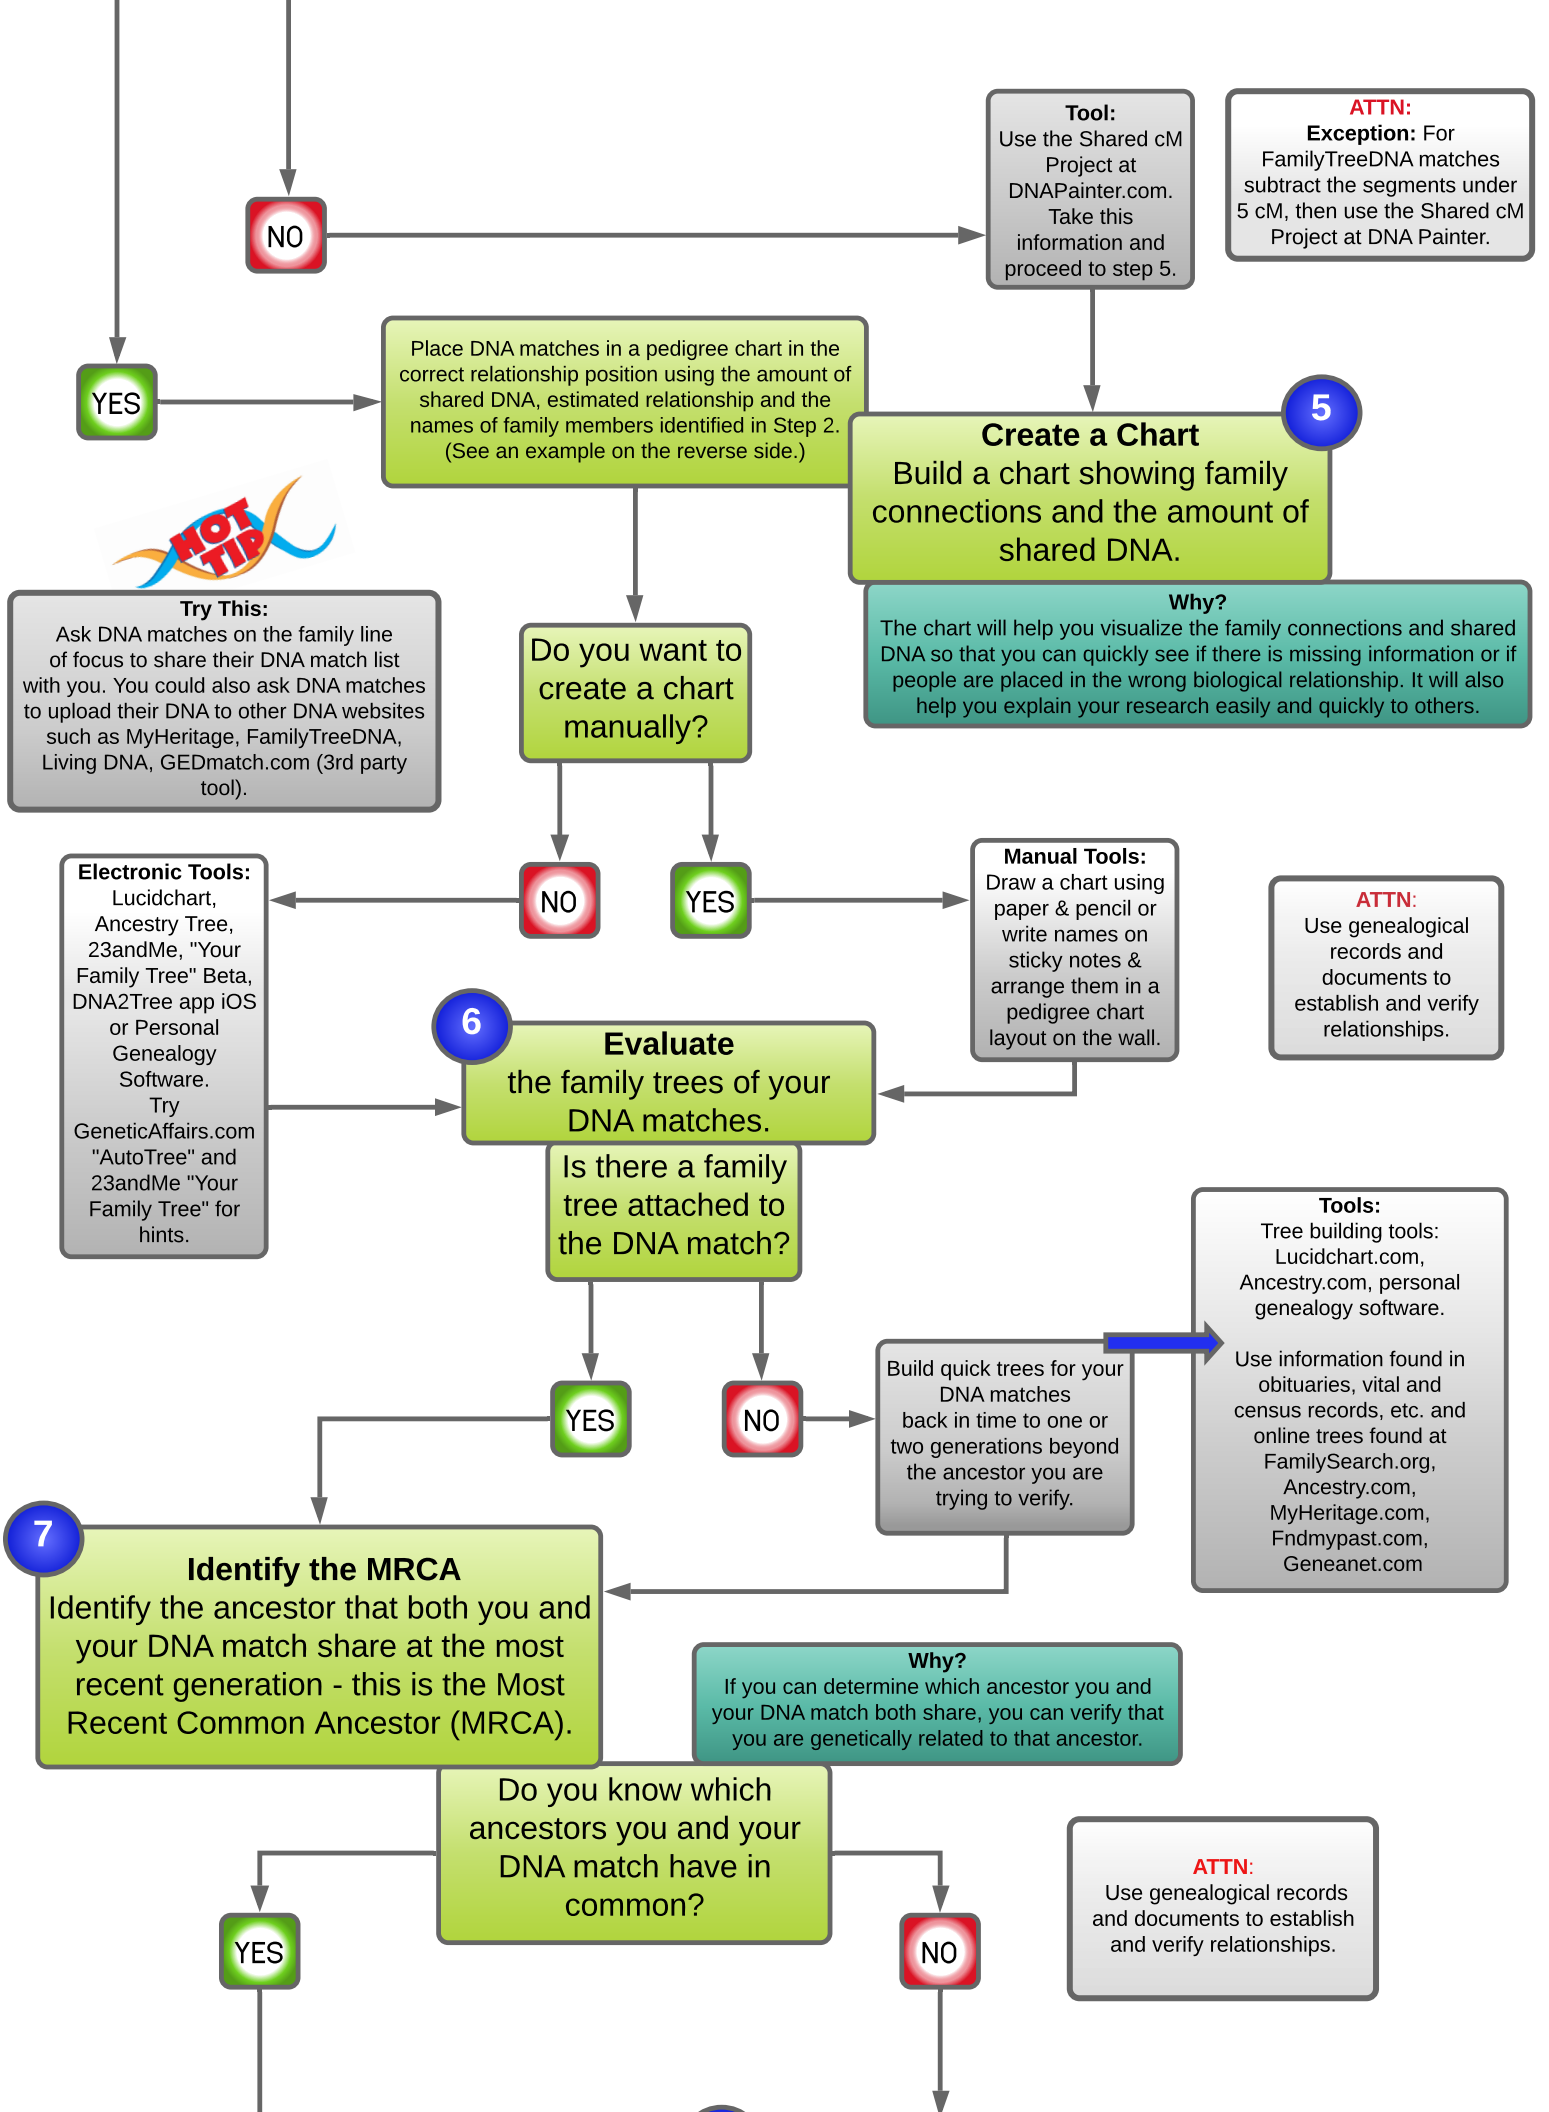 Tool:
Use the Shared cM
Project at
DNAPainter.com.
Take this
information and
proceed to step 5.
ATTN:
Exception: For
FamilyTreeDNA matches
subtract the segments under
5 cM, then use the Shared cM
Project at DNA Painter.
NO
YES
Place DNA matches in a pedigree chart in the
correct relationship position using the amount of
shared DNA, estimated relationship and the
names of family members identified in Step 2.
(See an example on the reverse side.)
5
Create a Chart
Build a chart showing family
connections and the amount of
shared DNA.
Why?
The chart will help you visualize the family connections and shared
DNA so that you can quickly see if there is missing information or if
people are placed in the wrong biological relationship. It will also
help you explain your research easily and quickly to others.
HOT
TIP
Try This:
Ask DNA matches on the family line
of focus to share their DNA match list
with you. You could also ask DNA matches
to upload their DNA to other DNA websites
such as MyHeritage, FamilyTreeDNA,
Living DNA, GEDmatch.com (3rd party
tool).
Do you want to
create a chart
manually?
NO
YES
Electronic Tools:
Lucidchart,
Ancestry Tree,
23andMe, "Your
Family Tree" Beta,
DNA2Tree app iOS
or Personal
Genealogy
Software.
Try
GeneticAffairs.com
"AutoTree" and
23andMe "Your
Family Tree" for
hints.
Manual Tools:
Draw a chart using
paper & pencil or
write names on
sticky notes &
arrange them in a
pedigree chart
layout on the wall.
ATTN:
Use genealogical
records and
documents to
establish and verify
relationships.
6
Evaluate
the family trees of your
DNA matches.
Is there a family
tree attached to
the DNA match?
YES
NO
Build quick trees for your
DNA matches
back in time to one or
two generations beyond
the ancestor you are
trying to verify.
Tools:
Tree building tools:
Lucidchart.com,
Ancestry.com, personal
genealogy software.
Use information found in
obituaries, vital and
census records, etc. and
online trees found at
FamilySearch.org,
Ancestry.com,
MyHeritage.com,
Fndmypast.com,
Geneanet.com
7
Identify the MRCA
Identify the ancestor that both you and
your DNA match share at the most
recent generation - this is the Most
Recent Common Ancestor (MRCA).
Why?
If you can determine which ancestor you and
your DNA match both share, you can verify that
you are genetically related to that ancestor.
Do you know which
ancestors you and your
DNA match have in
common?
YES
NO
ATTN:
Use genealogical records
and documents to establish
and verify relationships.